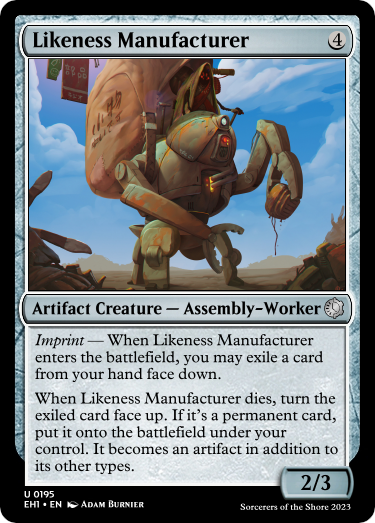 Likeness Manufacturer 4
Artifact Creature — Assembly-Worker
Imprint — When Likeness Manufacturer
enters the battlefield, you may exile a card
from your hand face down.
When Likeness Manufacturer dies, turn the
exiled card face up. If it's a permanent card,
put it onto the battlefield under your
control. It becomes an artifact in addition to
its other types.
2/3
U 0195
EH1 • EN Adam Burnier
Sorcerers of the Shore 2023